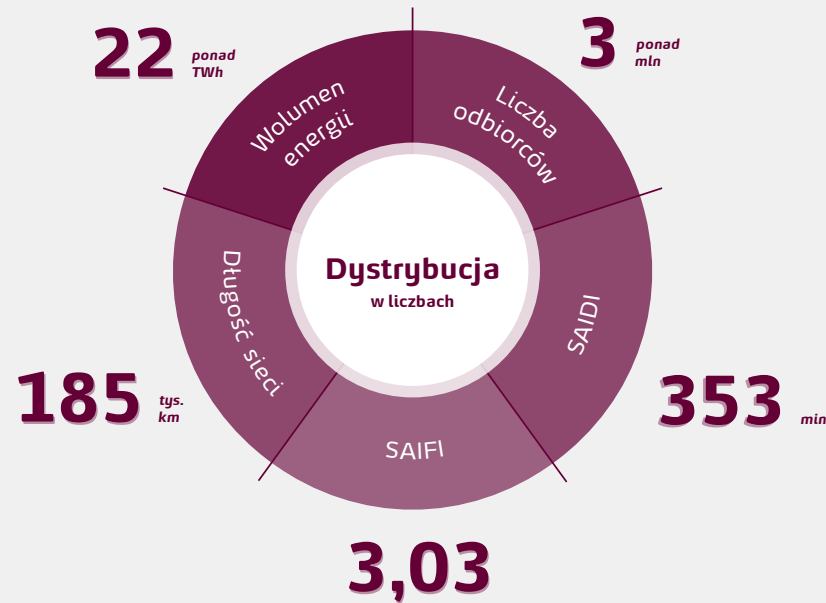 22 ponad
TWh
3 ponad
mln
Wolumen
energii
Liczba
odbiorców
Dystrybucja
w liczbach
Długość sieci
SAIDI
185 tys.
km
353 min
SAIFI
3,03